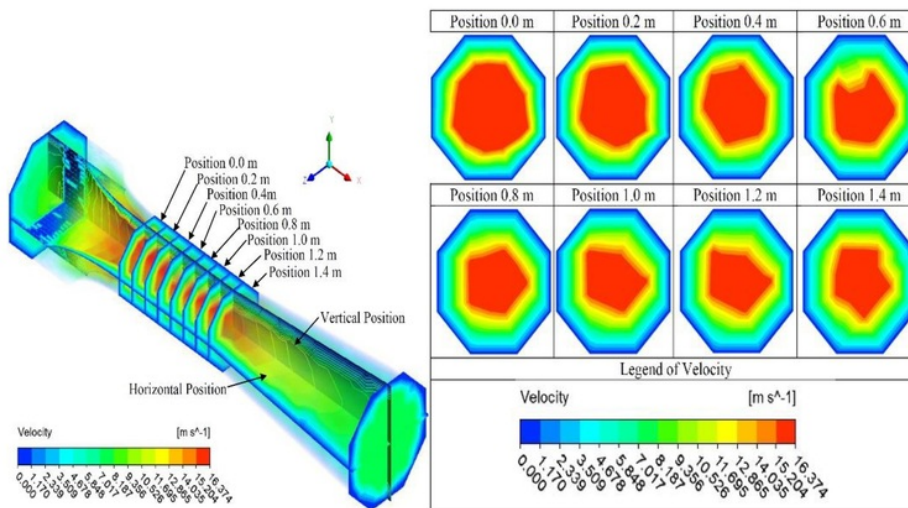 Position 0.0 m
Position 0.2 m
Position 0.4m
Position 0.6 m
Position 0.8 m
Position 1.0 m
Position 1.2 m
Position 1.4 m
Y
Z
X
Vertical Position
Horizontal Position
Velocity [m s^-1]
0.000 1.170 2.339 3.509 4.678 5.848 7.017 8.187 9.356 10.526 11.695 12.865 14.035 15.204 16.374
Position 0.0 m Position 0.2 m Position 0.4 m Position 0.6 m
Position 0.8 m Position 1.0 m Position 1.2 m Position 1.4 m
Legend of Velocity
Velocity [m s^-1]
0.000 1.170 2.339 3.509 4.678 5.848 7.017 8.187 9.356 10.526 11.695 12.865 14.035 15.204 16.374